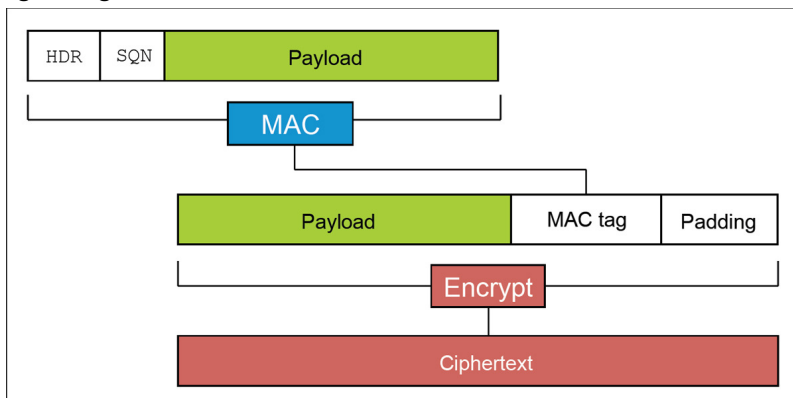 HDR SQN Payload
MAC
Payload MAC tag Padding
Encrypt
Ciphertext